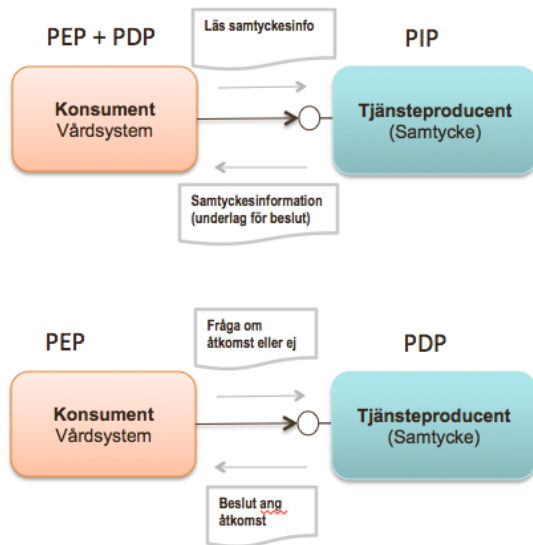 PEP + PDP
Läs samtyckesinfo
PIP
Konsument
Vårdsystem
Tjänsteproducent
(Samtycke)
Samtyckesinformation
(underlag för beslut)
PEP
Fråga om
åtkomst eller ej
PDP
Konsument
Vårdsystem
Tjänsteproducent
(Samtycke)
Beslut ang
åtkomst